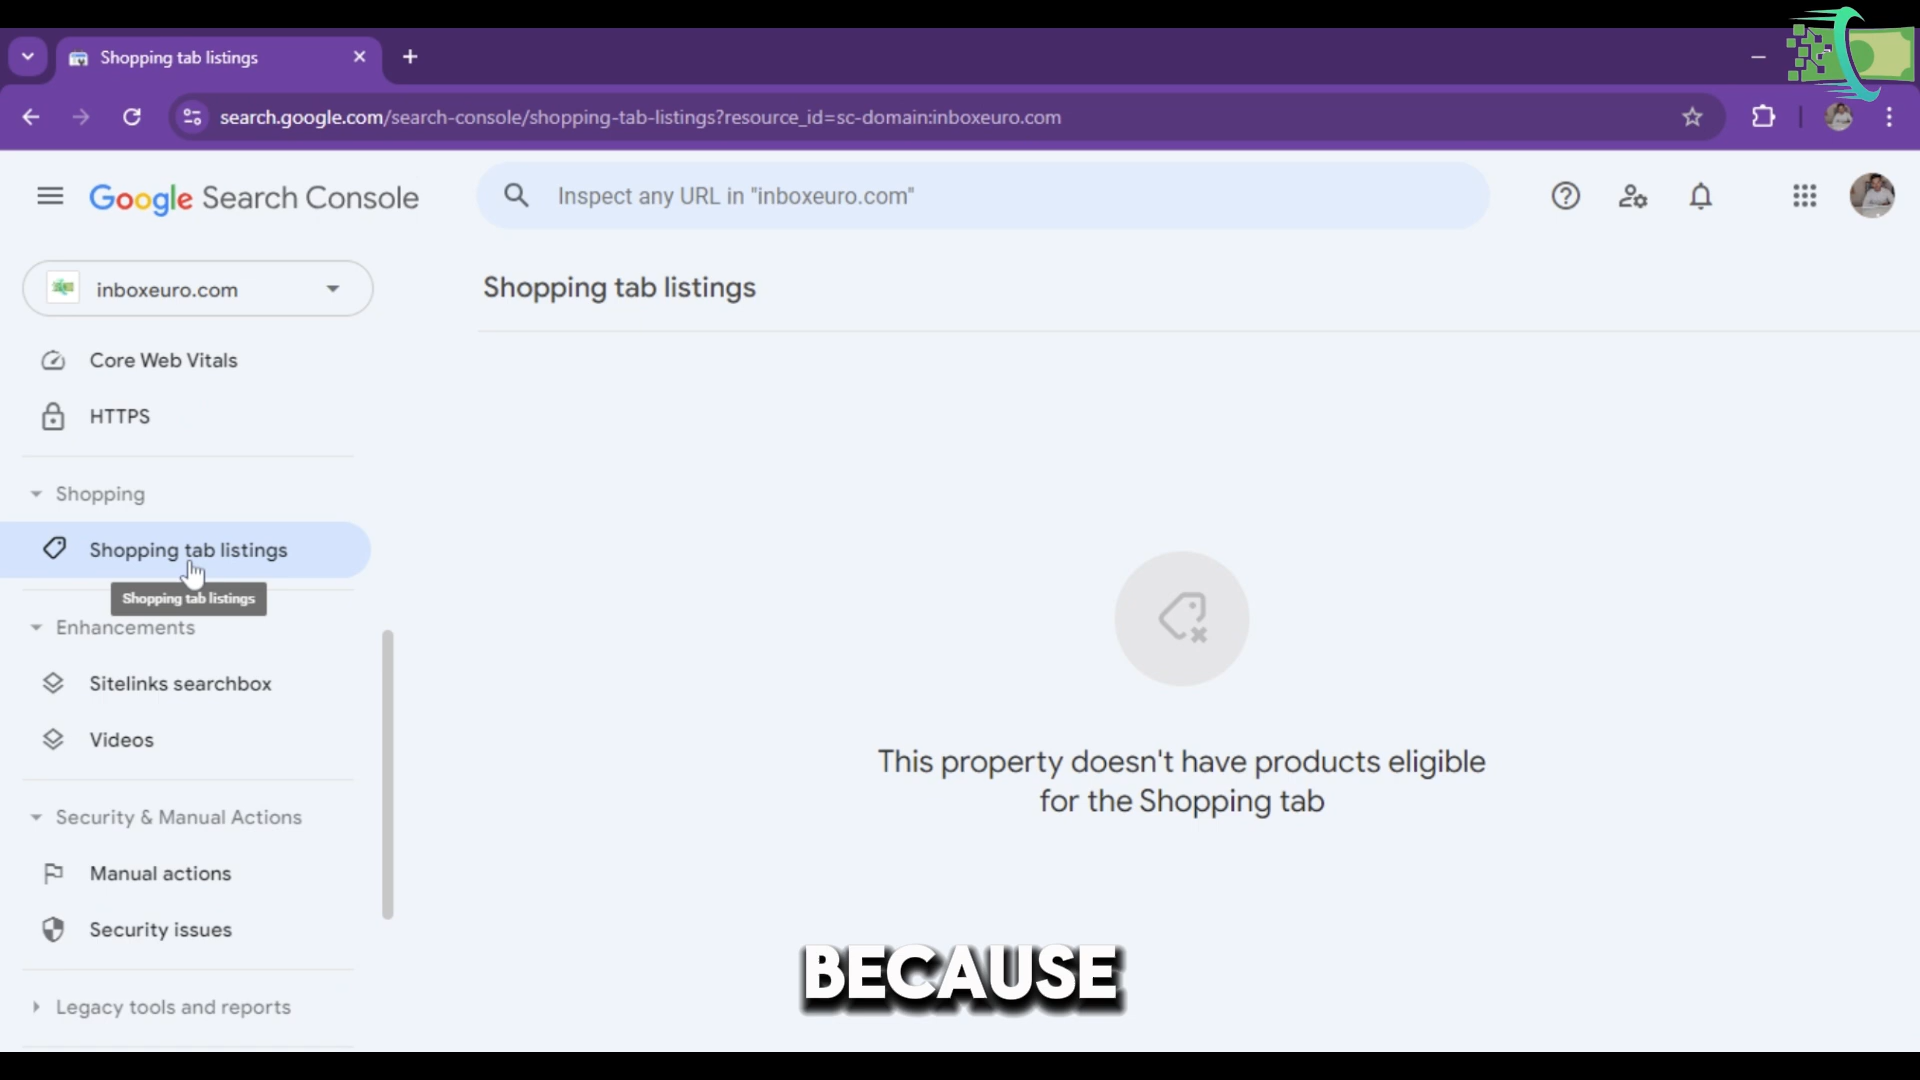 Shopping tab listings
search.google.com/search-console/shopping-tab-listings?resource_id=sc-domain:inboxeuro.com
Google Search Console
Inspect any URL in "inboxeuro.com"
inboxeuro.com
Shopping tab listings
Core Web Vitals
HTTPS
Shopping
Shopping tab listings
Shopping tab listings
Enhancements
Sitelinks searchbox
Videos
Security & Manual Actions
Manual actions
Security issues
Legacy tools and reports
This property doesn't have products eligible
for the Shopping tab
BECAUSE